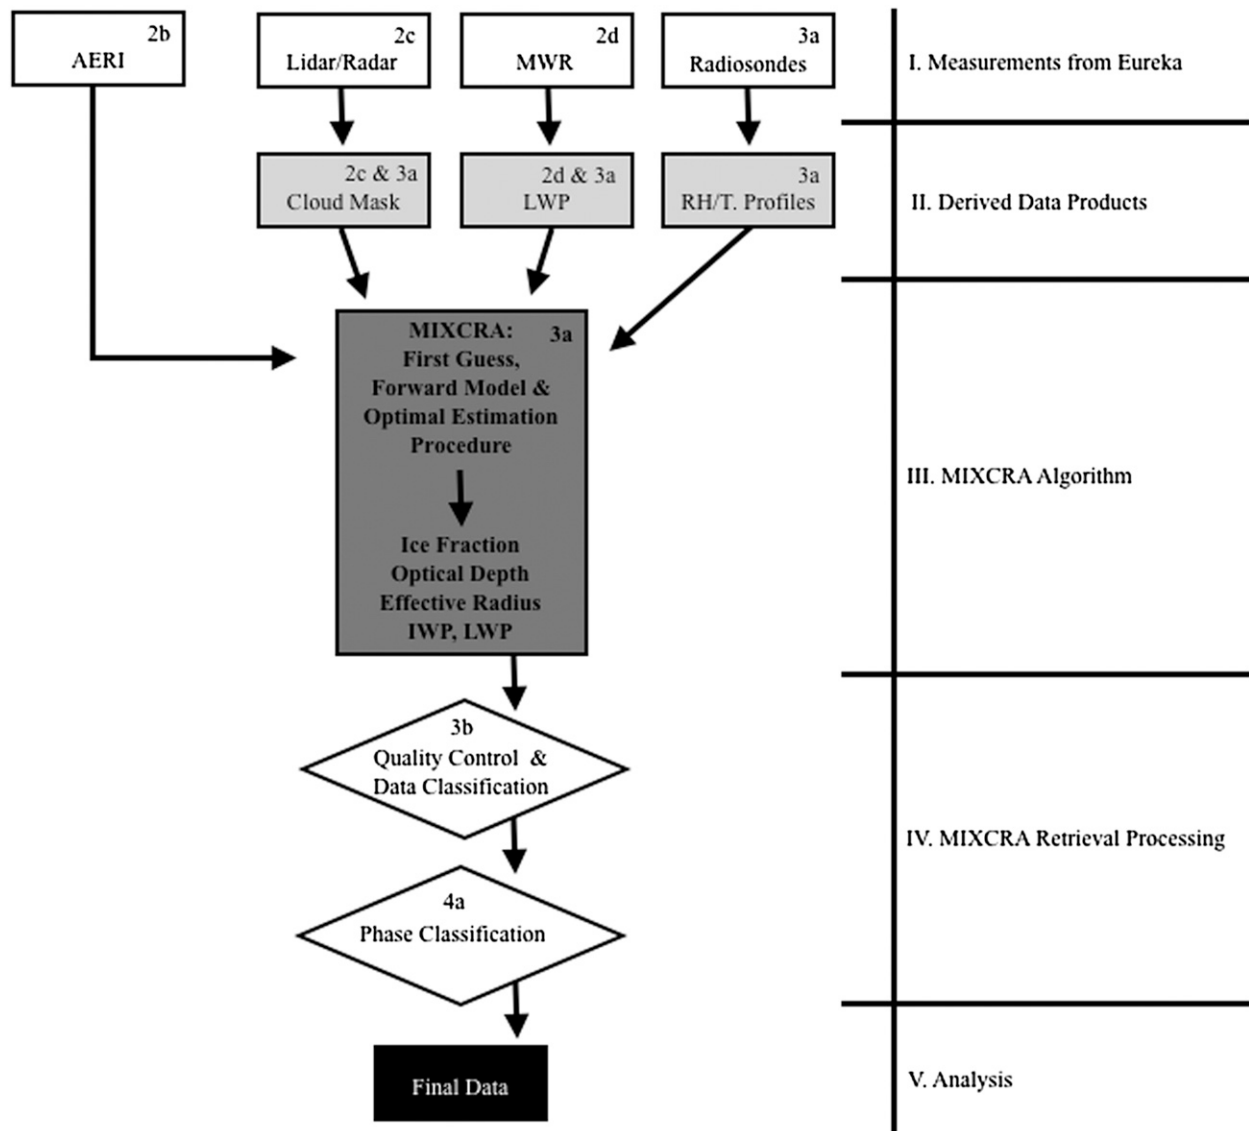 2b
AERI
2c
Lidar/Radar
2d
MWR
3a
Radiosondes
I. Measurements from Eureka
2c & 3a
Cloud Mask
2d & 3a
LWP
3a
RH/T. Profiles
II. Derived Data Products
MIXCRA: 3a
First Guess,
Forward Model &
Optimal Estimation
Procedure
Ice Fraction
Optical Depth
Effective Radius
IWP, LWP
III. MIXCRA Algorithm
3b
Quality Control &
Data Classification
4a
Phase Classification
IV. MIXCRA Retrieval Processing
Final Data
V. Analysis